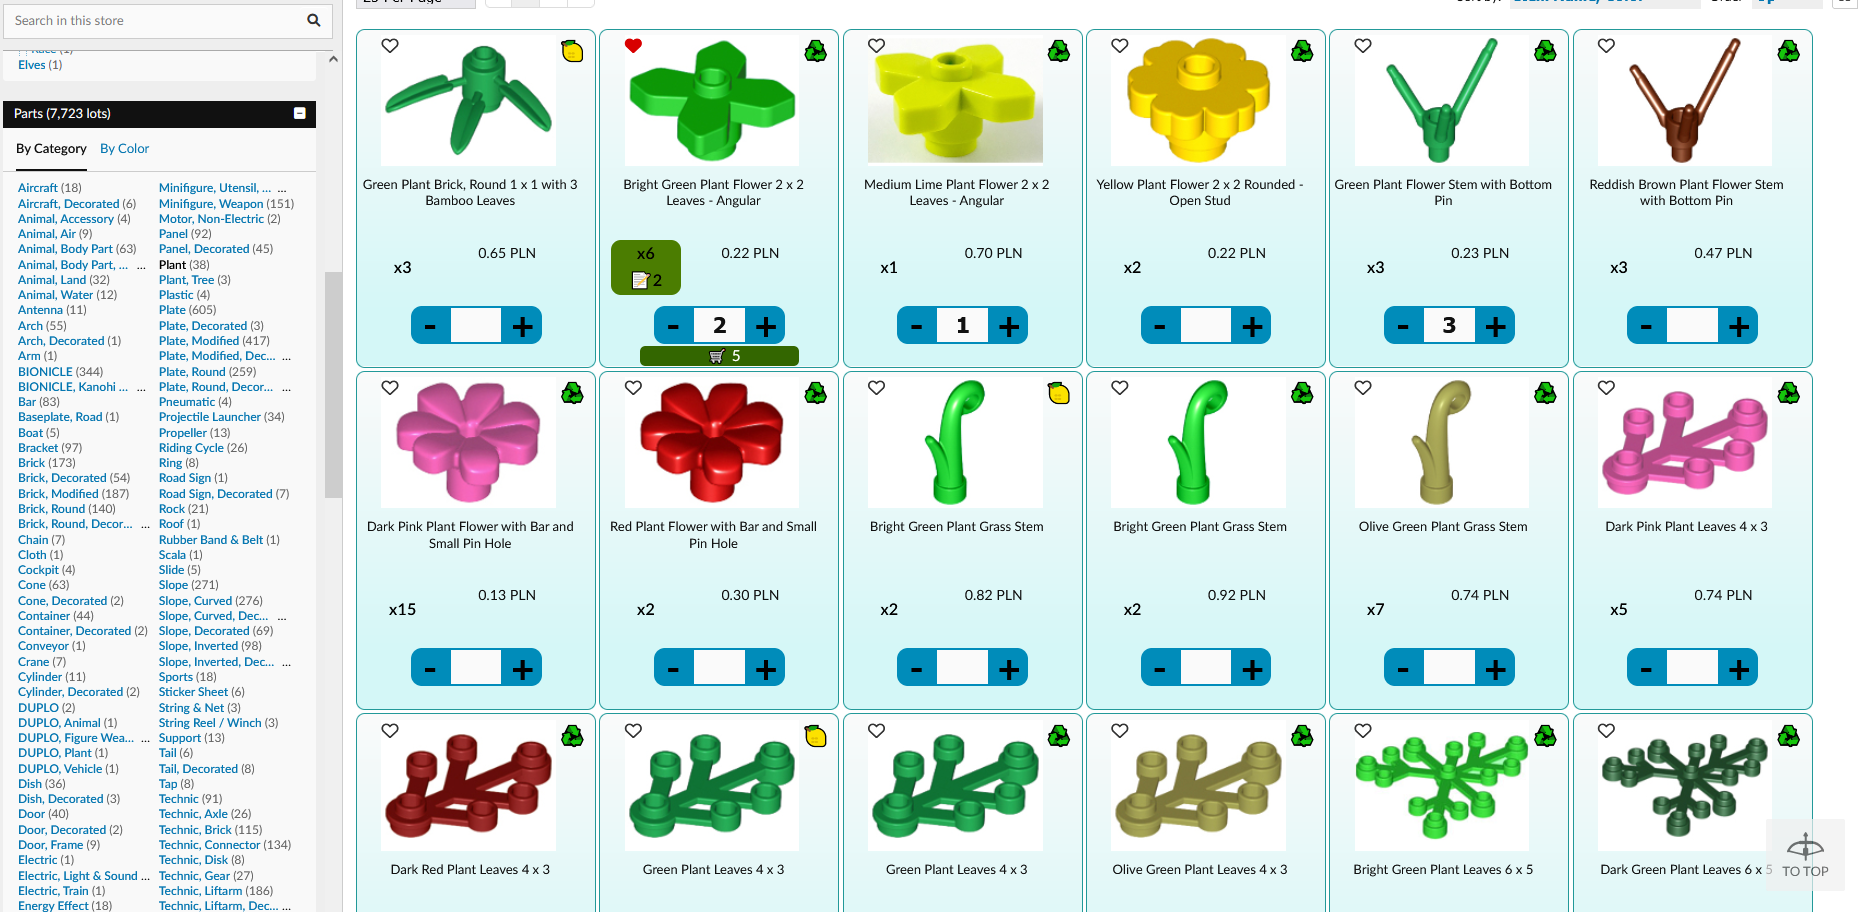 Search in this store
Elves (1)
Parts (7,723 lots)
By Category By Color
Aircraft (18)
Aircraft, Decorated (6)
Animal, Accessory (4)
Animal, Air (9)
Animal, Body Part (63)
Animal, Body Part, ... ...
Animal, Land (32)
Animal, Water (12)
Antenna (11)
Arch (55)
Arch, Decorated (1)
Arm (1)
BIONICLE (344)
BIONICLE, Kanohi ... ...
Bar (83)
Baseplate, Road (1)
Boat (5)
Bracket (97)
Brick (173)
Brick, Decorated (54)
Brick, Modified (187)
Brick, Round (140)
Brick, Round, Decor... ...
Chain (7)
Cloth (1)
Cockpit (4)
Cone (63)
Cone, Decorated (2)
Container (44)
Container, Decorated (2)
Conveyor (1)
Crane (7)
Cylinder (11)
Cylinder, Decorated (2)
DUPLO (2)
DUPLO, Animal (1)
DUPLO, Figure Wea... ...
DUPLO, Plant (1)
DUPLO, Vehicle (1)
Dish (36)
Dish, Decorated (3)
Door (40)
Door, Decorated (2)
Door, Frame (9)
Electric (1)
Electric, Light & Sound ...
Electric, Train (1)
Energy Effect (18)
Minifigure, Utensil, ... ...
Minifigure, Weapon (151)
Motor, Non-Electric (2)
Panel (92)
Panel, Decorated (45)
Plant (38)
Plant, Tree (3)
Plastic (4)
Plate (605)
Plate, Decorated (3)
Plate, Modified (417)
Plate, Modified, Dec... ...
Plate, Round (259)
Plate, Round, Decor... ...
Pneumatic (4)
Projectile Launcher (34)
Propeller (13)
Riding Cycle (26)
Ring (8)
Road Sign (1)
Road Sign, Decorated (7)
Rock (21)
Roof (1)
Rubber Band & Belt (1)
Scala (1)
Slide (5)
Slope (271)
Slope, Curved (276)
Slope, Curved, Dec... ...
Slope, Decorated (69)
Slope, Inverted (98)
Slope, Inverted, Dec... ...
Sports (18)
Sticker Sheet (6)
String & Net (3)
String Reel / Winch (3)
Support (13)
Tail (6)
Tail, Decorated (8)
Tap (8)
Technic (91)
Technic, Axle (26)
Technic, Brick (115)
Technic, Connector (134)
Technic, Disk (8)
Technic, Gear (27)
Technic, Liftarm (186)
Technic, Liftarm, Dec... ...
Green Plant Brick, Round 1 x 1 with 3
Bamboo Leaves
0.65 PLN
x3
- +
Bright Green Plant Flower 2 x 2
Leaves - Angular
x6
0.22 PLN
2
- 2 +
5
Medium Lime Plant Flower 2 x 2
Leaves - Angular
0.70 PLN
x1
- 1 +
Yellow Plant Flower 2 x 2 Rounded -
Open Stud
0.22 PLN
x2
- +
Green Plant Flower Stem with Bottom
Pin
0.23 PLN
x3
- 3 +
Reddish Brown Plant Flower Stem
with Bottom Pin
0.47 PLN
x3
- +
Dark Pink Plant Flower with Bar and
Small Pin Hole
0.13 PLN
x15
- +
Red Plant Flower with Bar and Small
Pin Hole
0.30 PLN
x2
- +
Bright Green Plant Grass Stem
0.82 PLN
x2
- +
Bright Green Plant Grass Stem
0.92 PLN
x2
- +
Olive Green Plant Grass Stem
0.74 PLN
x7
- +
Dark Pink Plant Leaves 4 x 3
0.74 PLN
x5
- +
Dark Red Plant Leaves 4 x 3
Green Plant Leaves 4 x 3
Green Plant Leaves 4 x 3
Olive Green Plant Leaves 4 x 3
Bright Green Plant Leaves 6 x 5
Dark Green Plant Leaves 6 x 5
TO TOP